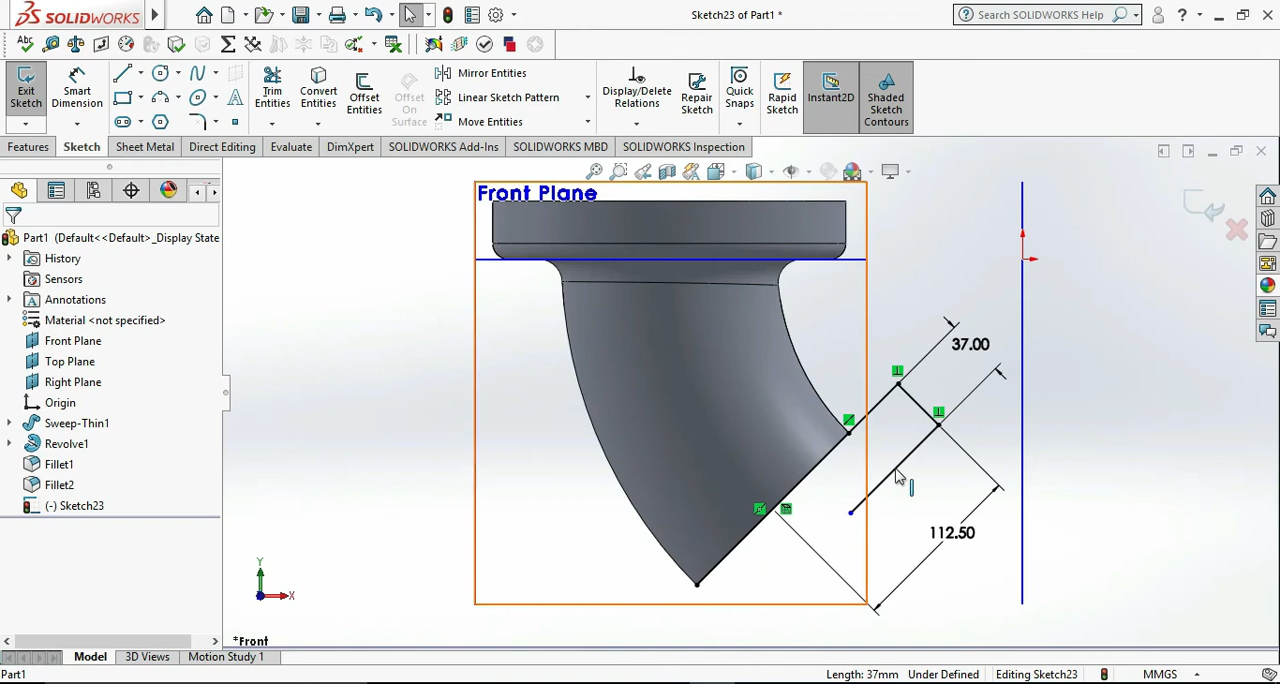 SOLIDWORKS
Sketch23 of Part1 *
Search SOLIDWORKS Help
Exit Sketch
Smart Dimension
Trim Entities
Convert Entities
Offset Entities
Offset On Surface
Mirror Entities
Linear Sketch Pattern
Move Entities
Display/Delete Relations
Repair Sketch
Quick Snaps
Rapid Sketch
Instant2D
Shaded Sketch Contours
Features
Sketch
Sheet Metal
Direct Editing
Evaluate
DimXpert
SOLIDWORKS Add-Ins
SOLIDWORKS MBD
SOLIDWORKS Inspection
Part1 (Default<<Default>_Display State
History
Sensors
Annotations
Material <not specified>
Front Plane
Top Plane
Right Plane
Origin
Sweep-Thin1
Revolve1
Fillet1
Fillet2
(-) Sketch23
Front Plane
37.00
112.50
Y
X
*Front
Model
3D Views
Motion Study 1
Part1
Length: 37mm
Under Defined
Editing Sketch23
MMGS